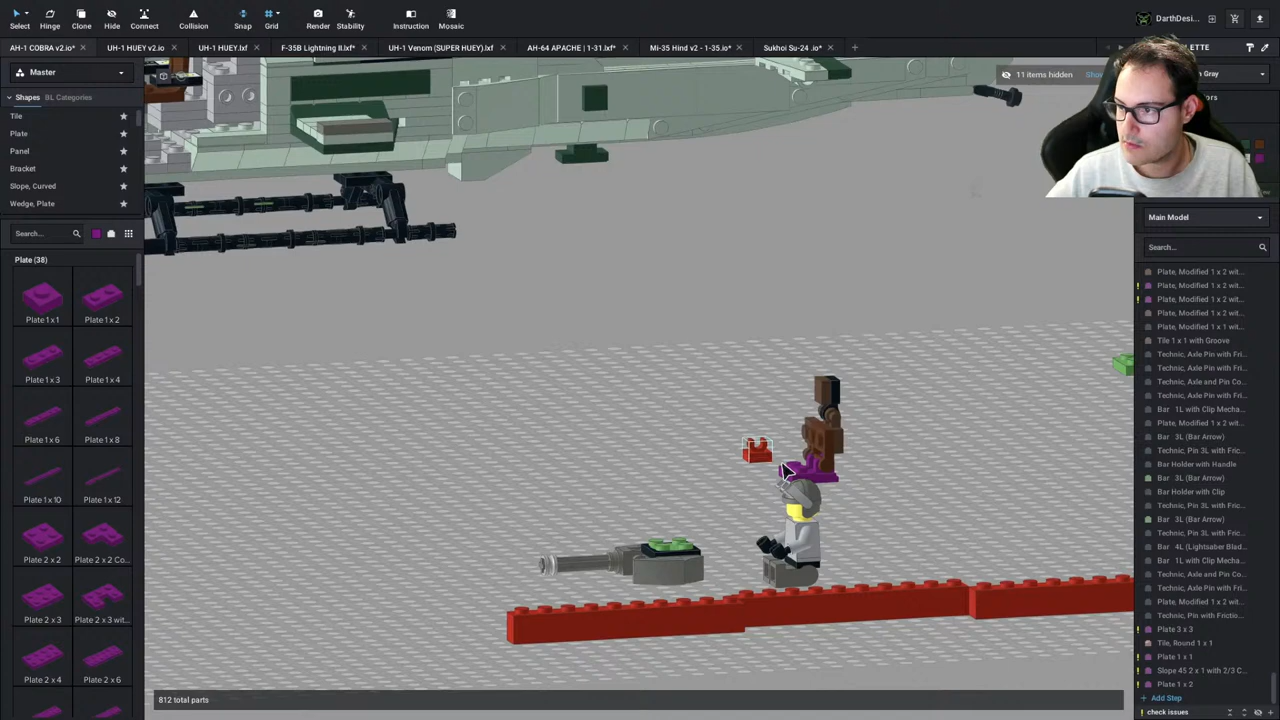 Select
Hinge
Clone
Hide
Connect
Collision
Snap
Grid
Render
Stability
Instruction
Mosaic
DarthDesi...
AH-1 COBRA v2.io*
UH-1 HUEY v2.io
UH-1 HUEY.lxf
F-35B Lightning II.lxf*
UH-1 Venom (SUPER HUEY).lxf
AH-64 APACHE | 1-31.lxf*
Mi-35 Hind v2 - 1-35.io*
Sukhoi Su-24 .io*
Master
11 items hidden
Gray
Shapes
BL Categories
Tile
Plate
Panel
Bracket
Slope, Curved
Wedge, Plate
Search...
Plate (38)
Plate 1 x 1
Plate 1 x 2
Plate 1 x 3
Plate 1 x 4
Plate 1 x 6
Plate 1 x 8
Plate 1 x 10
Plate 1 x 12
Plate 2 x 2
Plate 2 x 2 Co...
Plate 2 x 3
Plate 2 x 3 wit...
Plate 2 x 4
Plate 2 x 6
812 total parts
Main Model
Search...
Plate, Modified 1 x 2 wit...
Plate, Modified 1 x 2 wit...
Plate, Modified 1 x 2 wit...
Plate, Modified 1 x 2 wit...
Plate, Modified 1 x 1 wit...
Tile 1 x 1 with Groove
Technic, Axle Pin with Fri...
Technic, Axle Pin with Fri...
Technic, Axle and Pin Co...
Technic, Axle Pin with Fri...
Bar 1L with Clip Mecha...
Plate, Modified 1 x 2 wit...
Bar 3L (Bar Arrow)
Technic, Pin 3L with Fric...
Bar Holder with Handle
Bar 3L (Bar Arrow)
Bar Holder with Clip
Technic, Pin 3L with Fric...
Bar 3L (Bar Arrow)
Technic, Pin 3L with Fric...
Bar 4L (Lightsaber Blad...
Bar 1L with Clip Mecha...
Technic, Axle and Pin Co...
Technic, Axle Pin with Fri...
Plate, Modified 1 x 2 wit...
Technic, Pin with Frictio...
Plate 3 x 3
Tile, Round 1 x 1
Plate 1 x 1
Slope 45 2 x 1 with 2/3 C...
Plate 1 x 2
Add Step
check issues